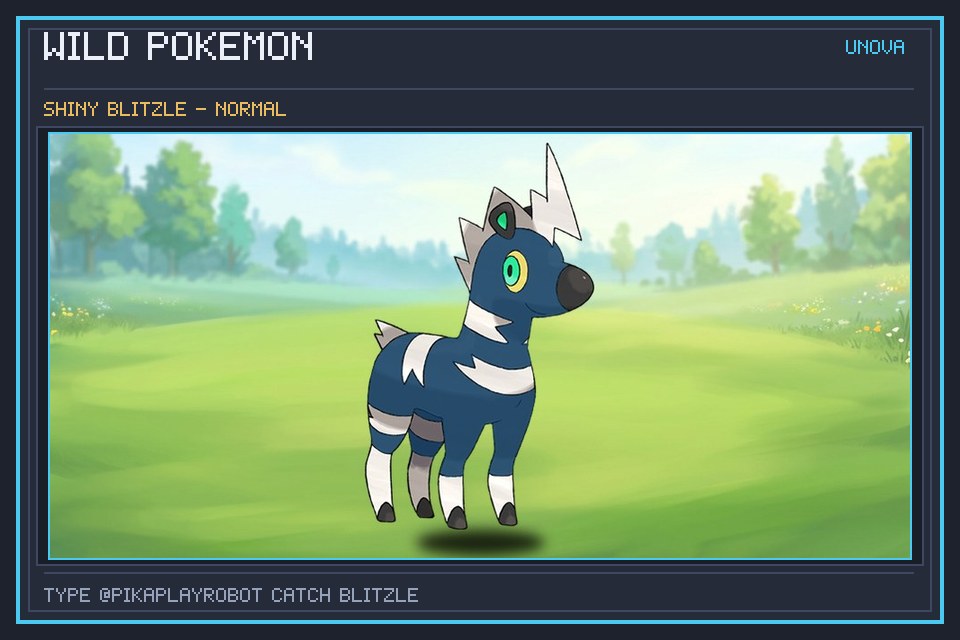 WILD POKEMON
UNOVA
SHINY BLITZLE - NORMAL
TYPE @PIKAPLAYROBOT CATCH BLITZLE